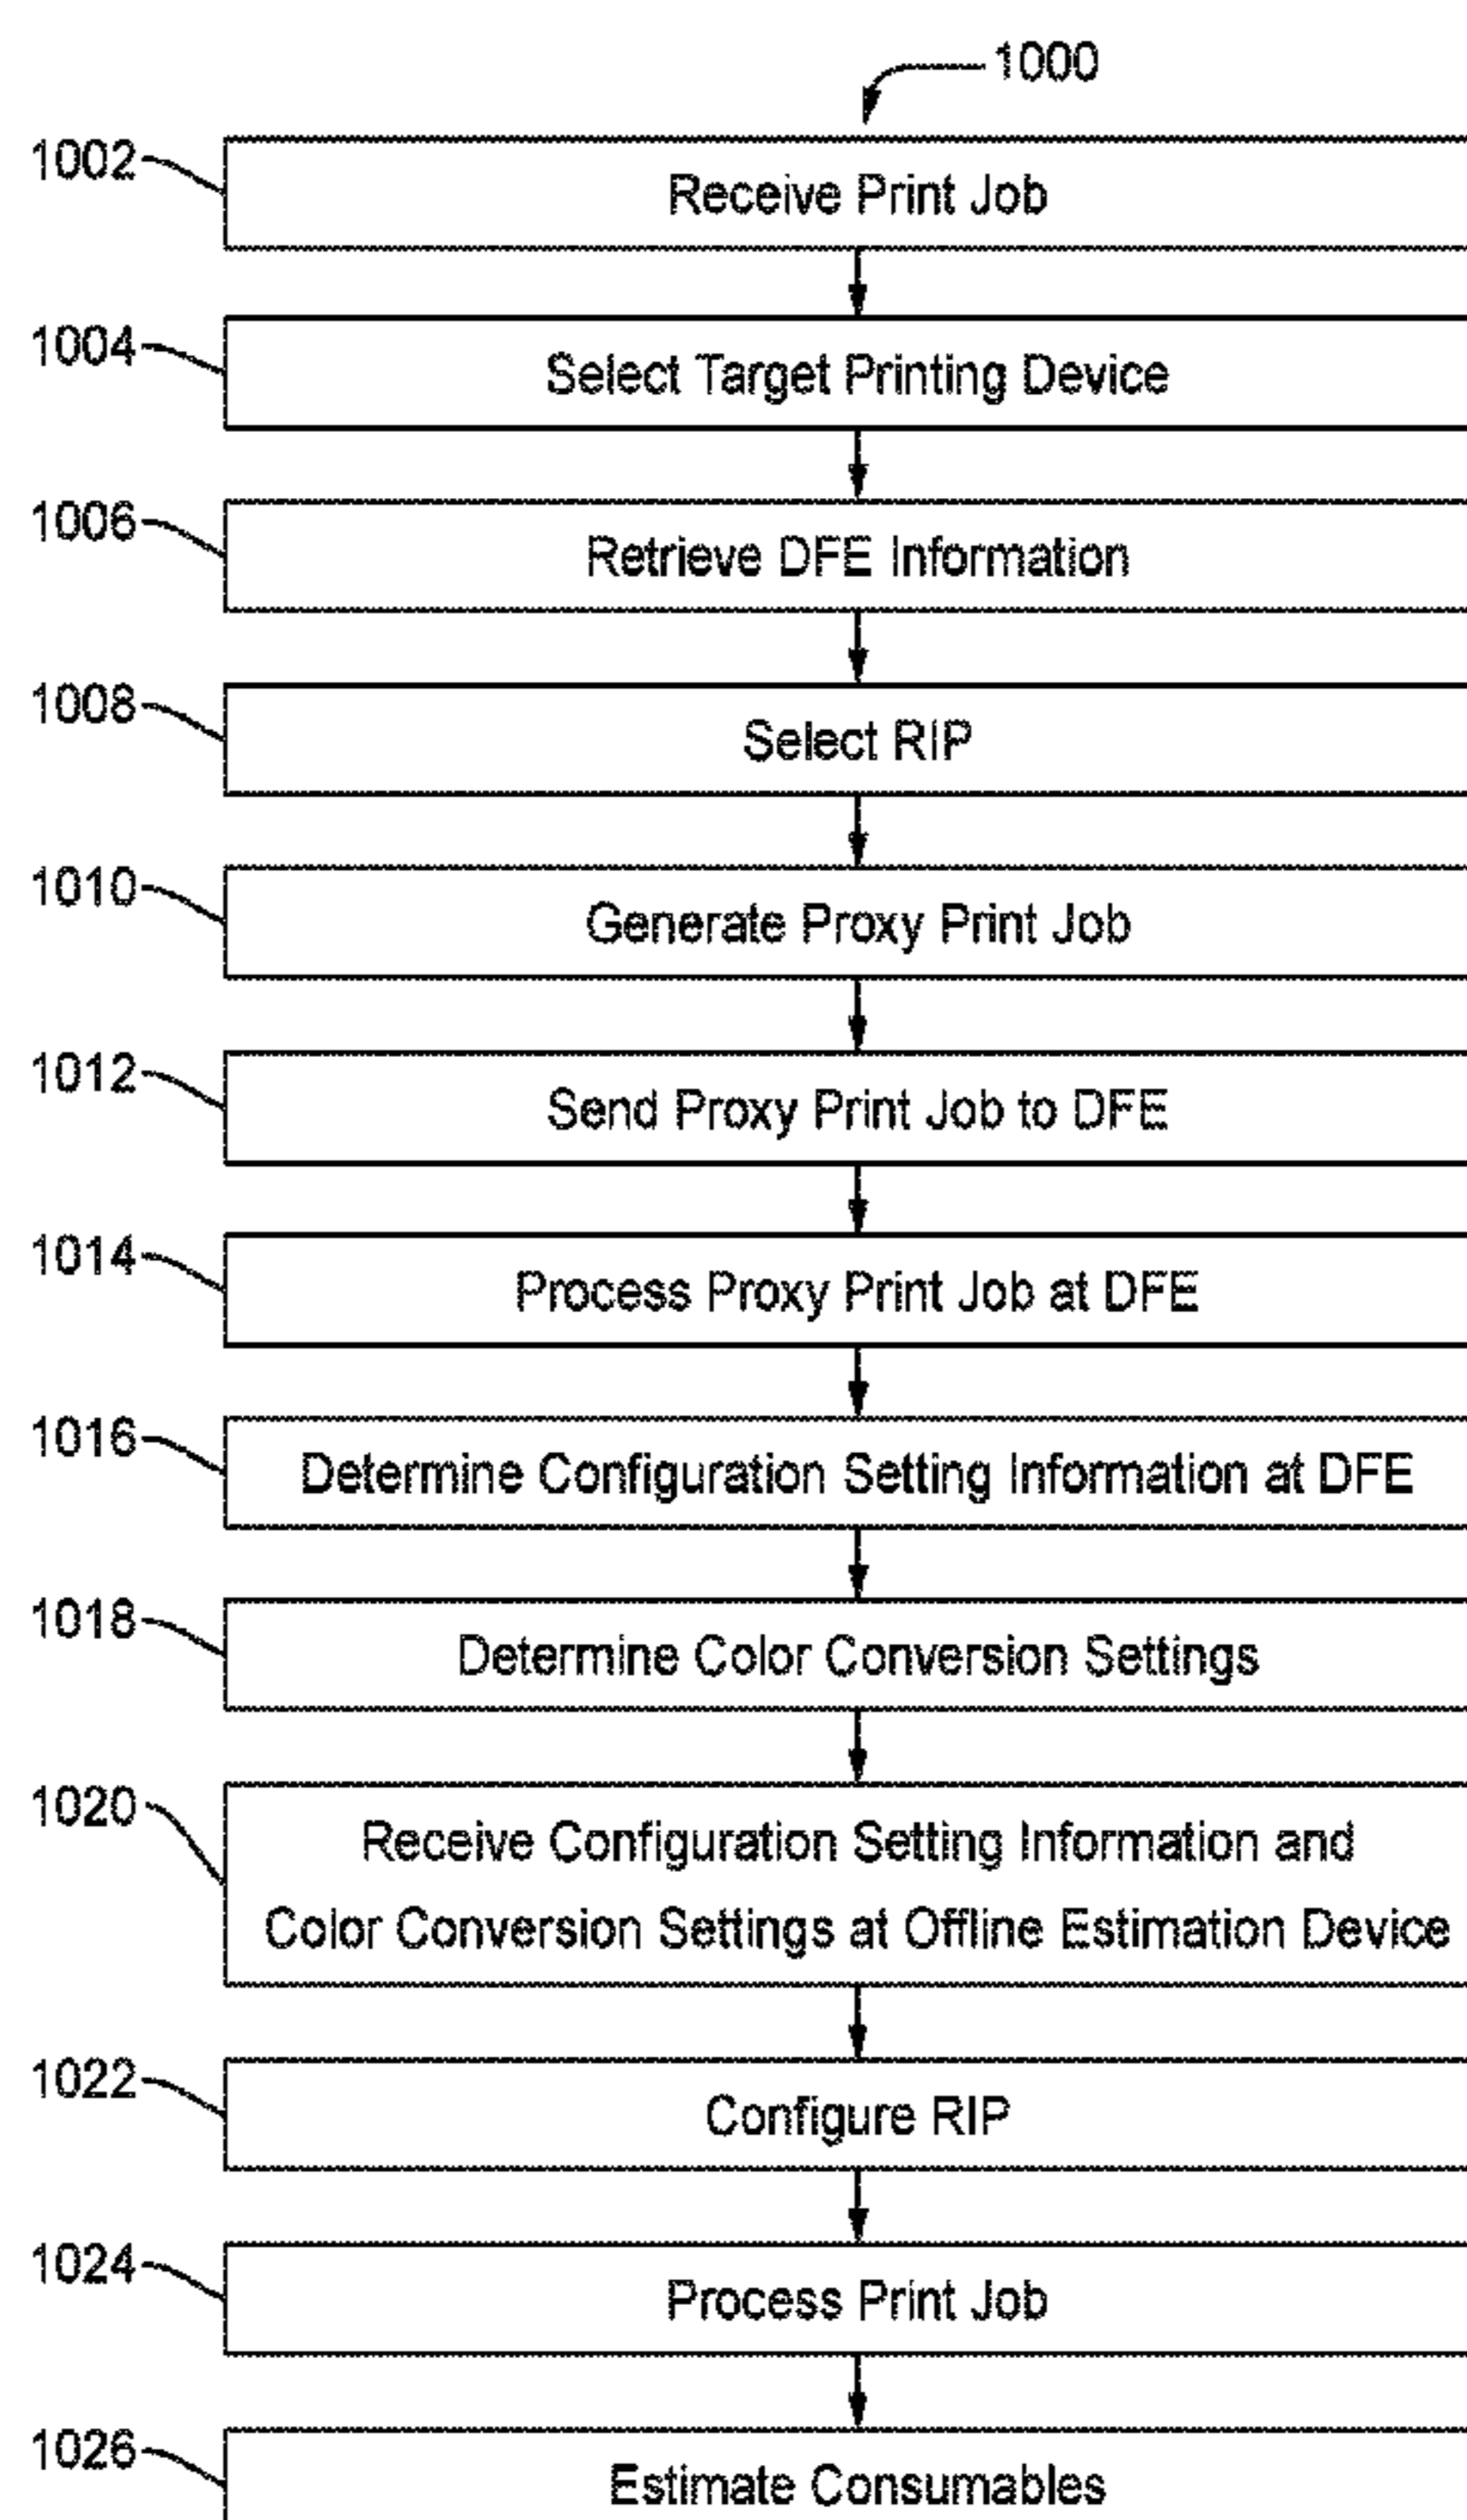 1000
1002
Receive Print Job
1004
Select Target Printing Device
1006
Retrieve DFE Information
1008
Select RIP
1010
Generate Proxy Print Job
1012
Send Proxy Print Job to DFE
1014
Process Proxy Print Job at DFE
1016
Determine Configuration Setting Information at DFE
1018
Determine Color Conversion Settings
1020
Receive Configuration Setting Information and
Color Conversion Settings at Offline Estimation Device
1022
Configure RIP
1024
Process Print Job
1026
Estimate Consumables